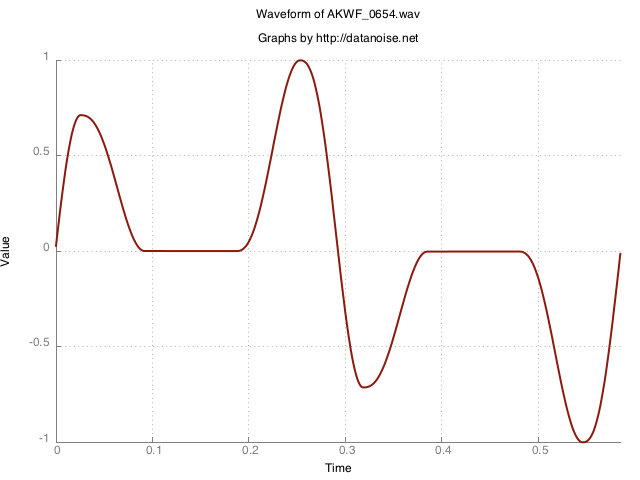 Waveform of AKWF_0654.wav
Graphs by http://datanoise.net
1
0.5
0
-0.5
-1
Value
0 0.1 0.2 0.3 0.4 0.5
Time